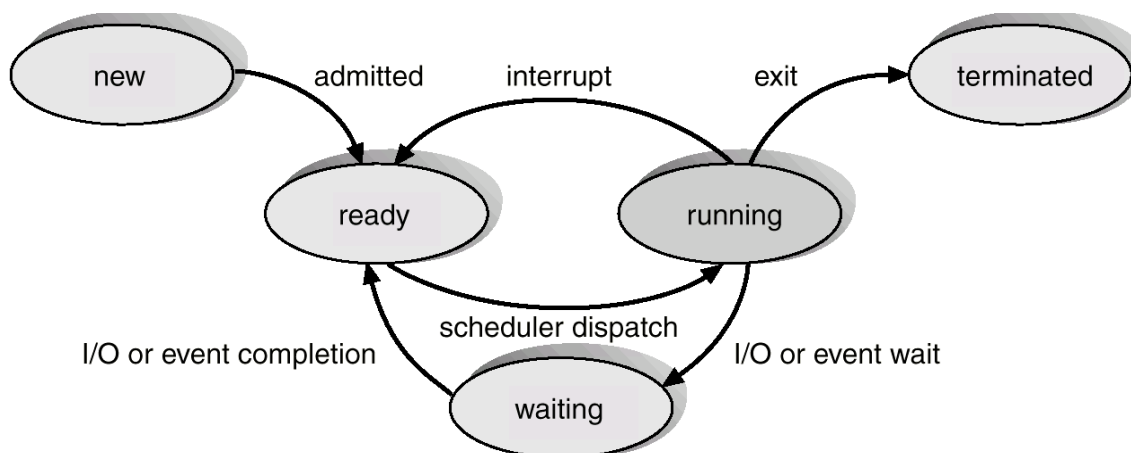 new
admitted
interrupt
exit
terminated
ready
running
scheduler dispatch
I/O or event completion
I/O or event wait
waiting